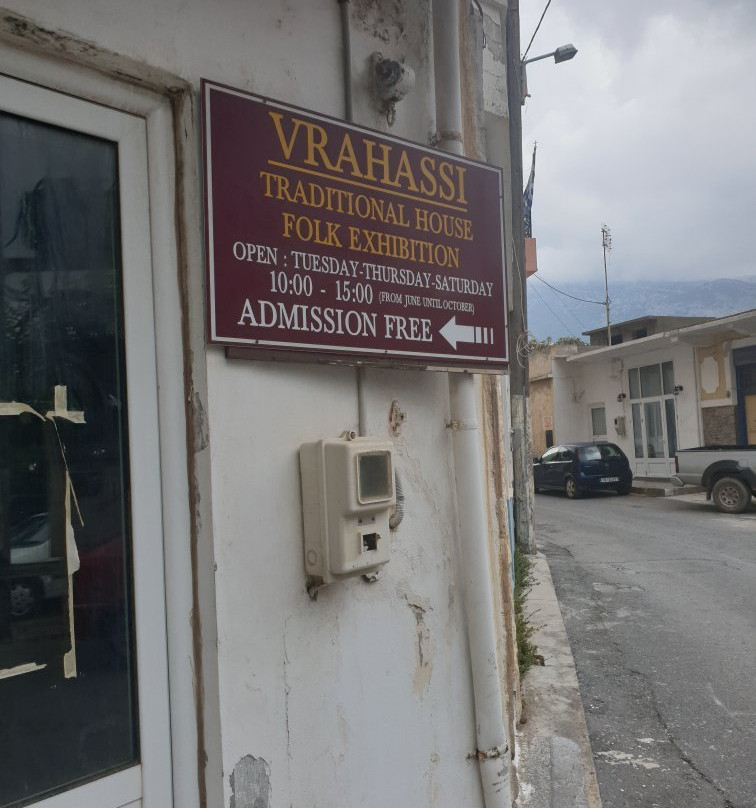 VRAHASSI
TRADITIONAL HOUSE
FOLK EXHIBITION
OPEN : TUESDAY-THURSDAY-SATURDAY
10:00 - 15:00 (FROM JUNE UNTIL OCTOBER)
ADMISSION FREE